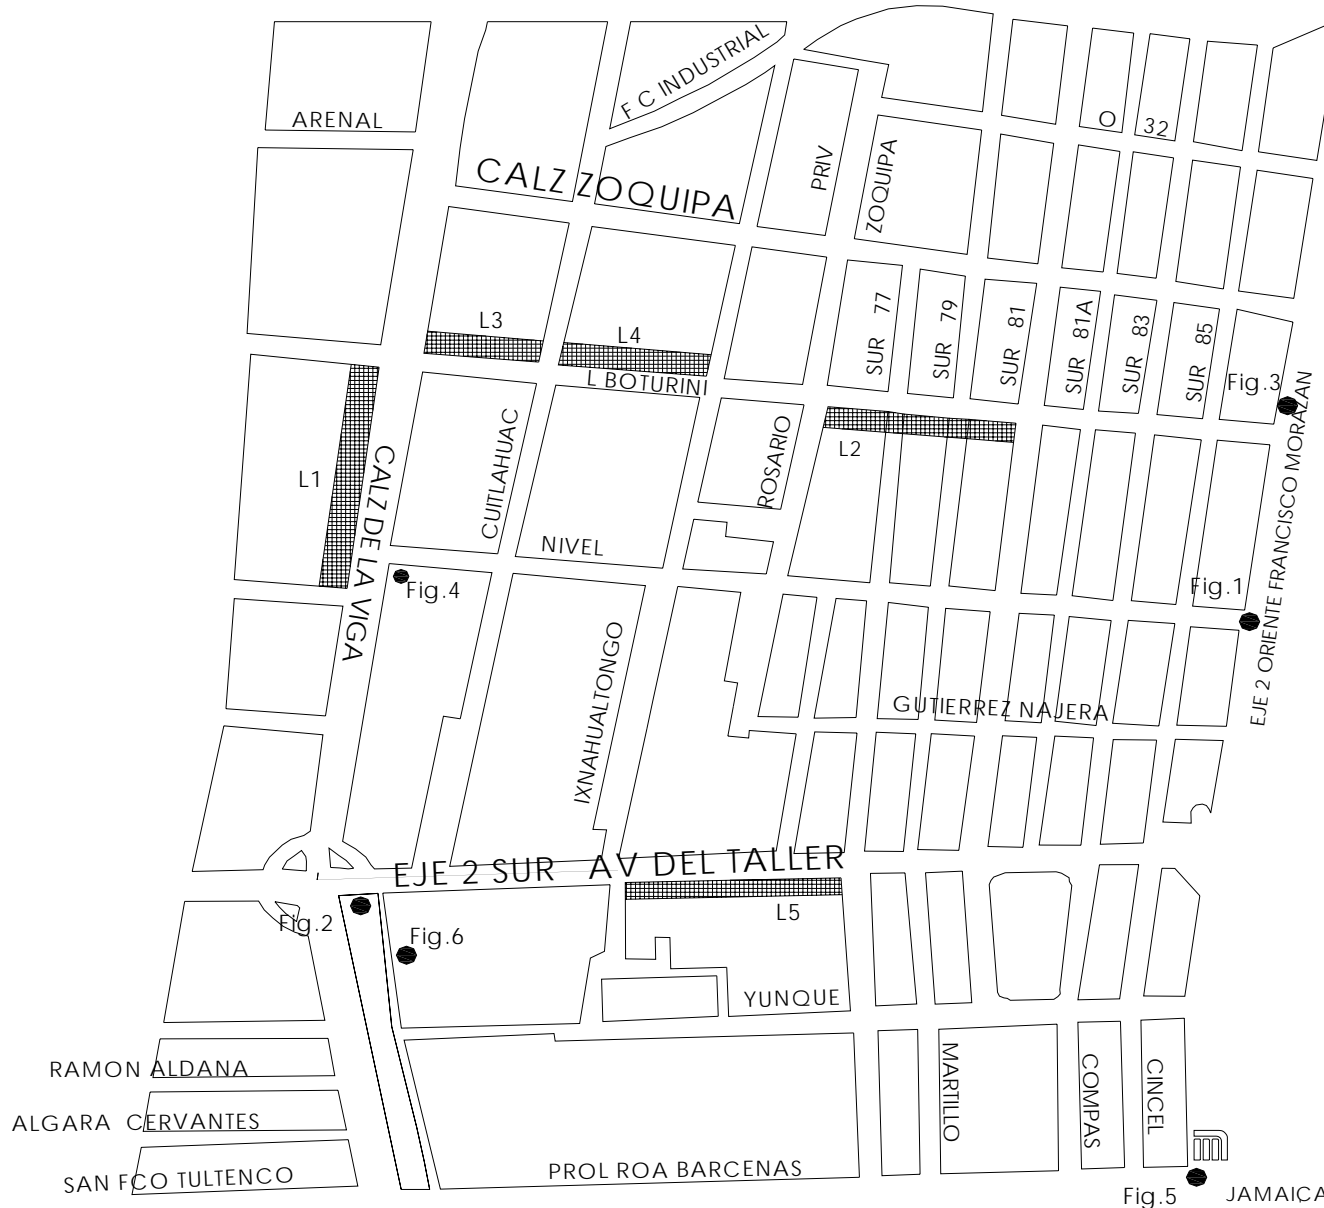 F C INDUSTRIAL
ARENAL
O 32
CALZ ZOQUIPA
PRIV
ZOQUIPA
L3
L4
L BOTURINI
SUR 77
SUR 79
SUR 81
SUR 81A
SUR 83
SUR 85
Fig.3
L1
CALZ DE LA VIGA
CUITLAHUAC
ROSARIO
L2
EJE 2 ORIENTE FRANCISCO MORAZAN
NIVEL
Fig.4
Fig.1
IXNAHUALTONGO
GUTIERREZ NAJERA
EJE 2 SUR AV DEL TALLER
L5
Fig.2
Fig.6
YUNQUE
RAMON ALDANA
ALGARA CERVANTES
SAN FCO TULTENCO
MARTILLO
COMPAS
CINCEL
PROL ROA BARCENAS
Fig.5
JAMAICA